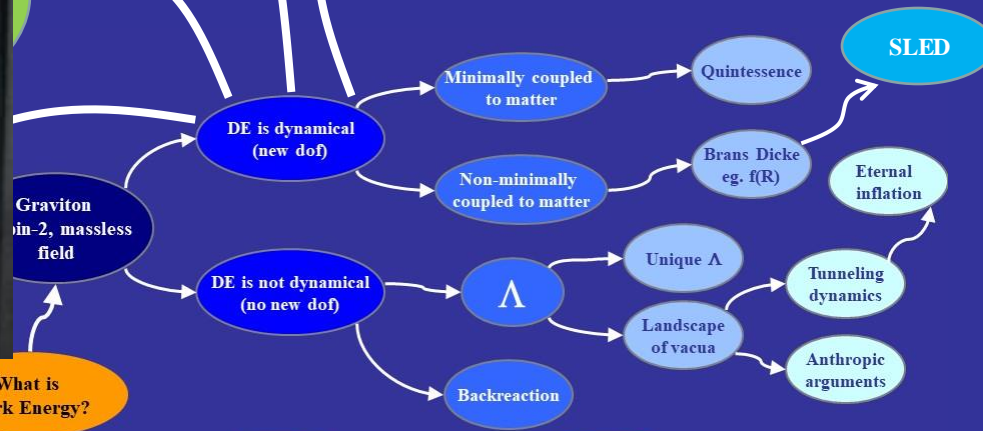 SLED
Minimally coupled
to matter
Quintessence
DE is dynamical
(new dof)
Brans Dicke
eg. f(R)
Non-minimally
coupled to matter
Eternal
inflation
Graviton
massless
field
Unique Λ
DE is not dynamical
(no new dof)
Λ
Tunneling
dynamics
Landscape
of vacua
Anthropic
arguments
What is
Energy?
Backreaction